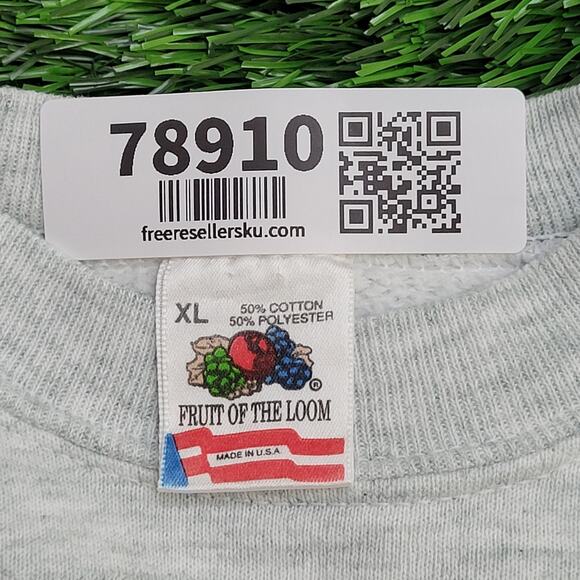 78910
freeresellersku.com
XL
50% COTTON
50% POLYESTER
®
FRUIT OF THE LOOM
MADE IN U.S.A.